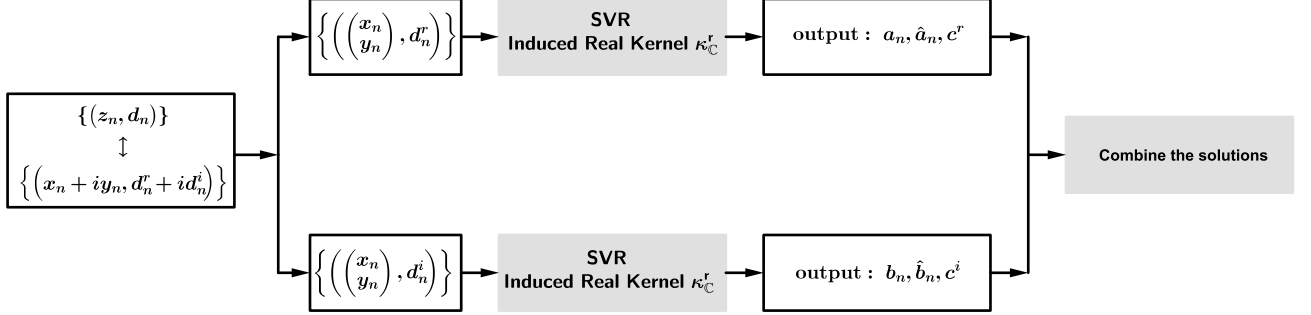 {(z_n, d_n)}
↕
{(x_n + iy_n, d_n^r + id_n^i)}
{((x_n y_n), d_n^r)}
SVR
Induced Real Kernel κ_ℂ^r
output : a_n, â_n, c^r
{((x_n y_n), d_n^i)}
SVR
Induced Real Kernel κ_ℂ^r
output : b_n, b̂_n, c^i
Combine the solutions